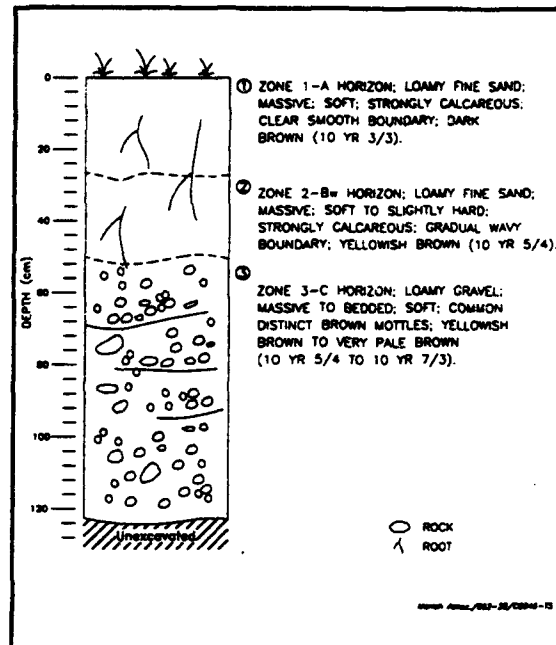 0
20
40
60
80
100
120
DEPTH (cm)
① ZONE 1-A HORIZON; LOAMY FINE SAND;
MASSIVE; SOFT; STRONGLY CALCAREOUS;
CLEAR SMOOTH BOUNDARY; DARK
BROWN (10 YR 3/3).
② ZONE 2-Bw HORIZON; LOAMY FINE SAND;
MASSIVE; SOFT TO SLIGHTLY HARD;
STRONGLY CALCAREOUS; GRADUAL WAVY
BOUNDARY; YELLOWISH BROWN (10 YR 5/4).
③
ZONE 3-C HORIZON; LOAMY GRAVEL;
MASSIVE TO BEDDED; SOFT; COMMON
DISTINCT BROWN MOTTLES; YELLOWISH
BROWN TO VERY PALE BROWN
(10 YR 5/4 TO 10 YR 7/3).
Unexcavated
ROCK
ROOT